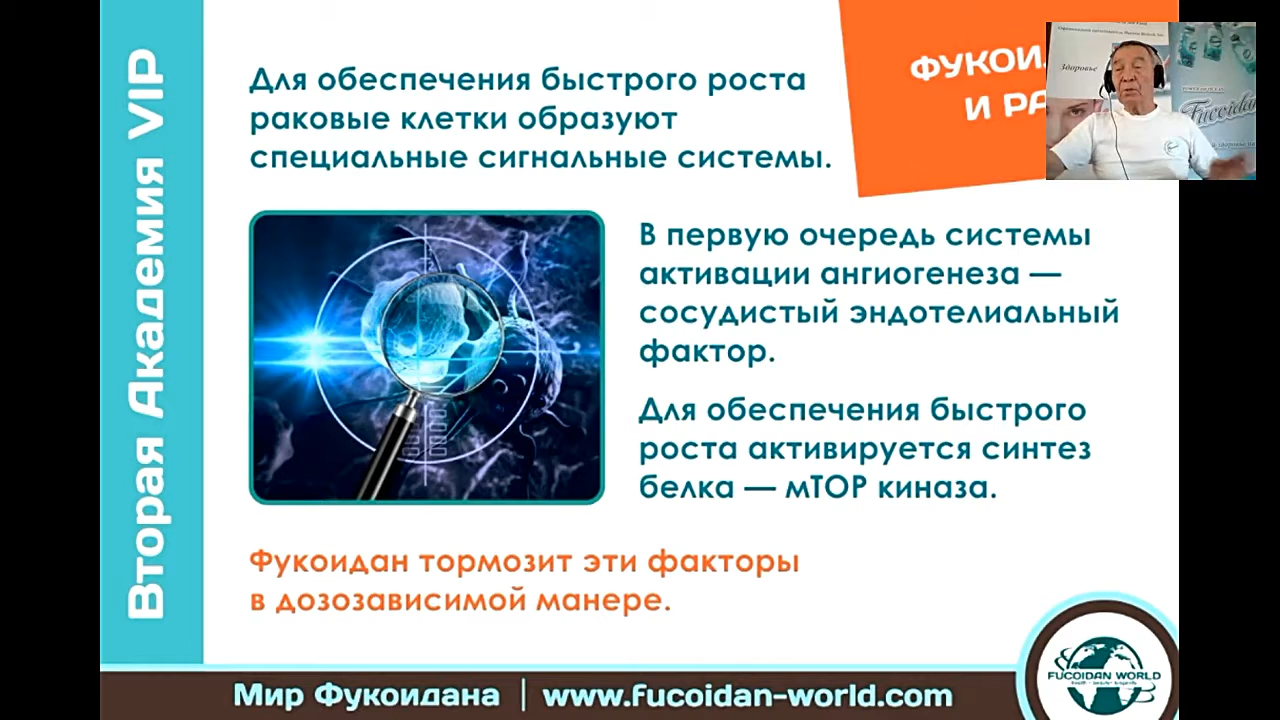 Вторая Академия VIP
Для обеспечения быстрого роста
раковые клетки образуют
специальные сигнальные системы.
И
Здоровье
Fucoidan
В первую очередь системы
активации ангиогенеза —
сосудистый эндотелиальный
фактор.
Для обеспечения быстрого
роста активируется синтез
белка — мТОР киназа.
Фукоидан тормозит эти факторы
в дозозависимой манере.
Мир Фукоидана | www.fucoidan-world.com
FUCOIDAN WORLD